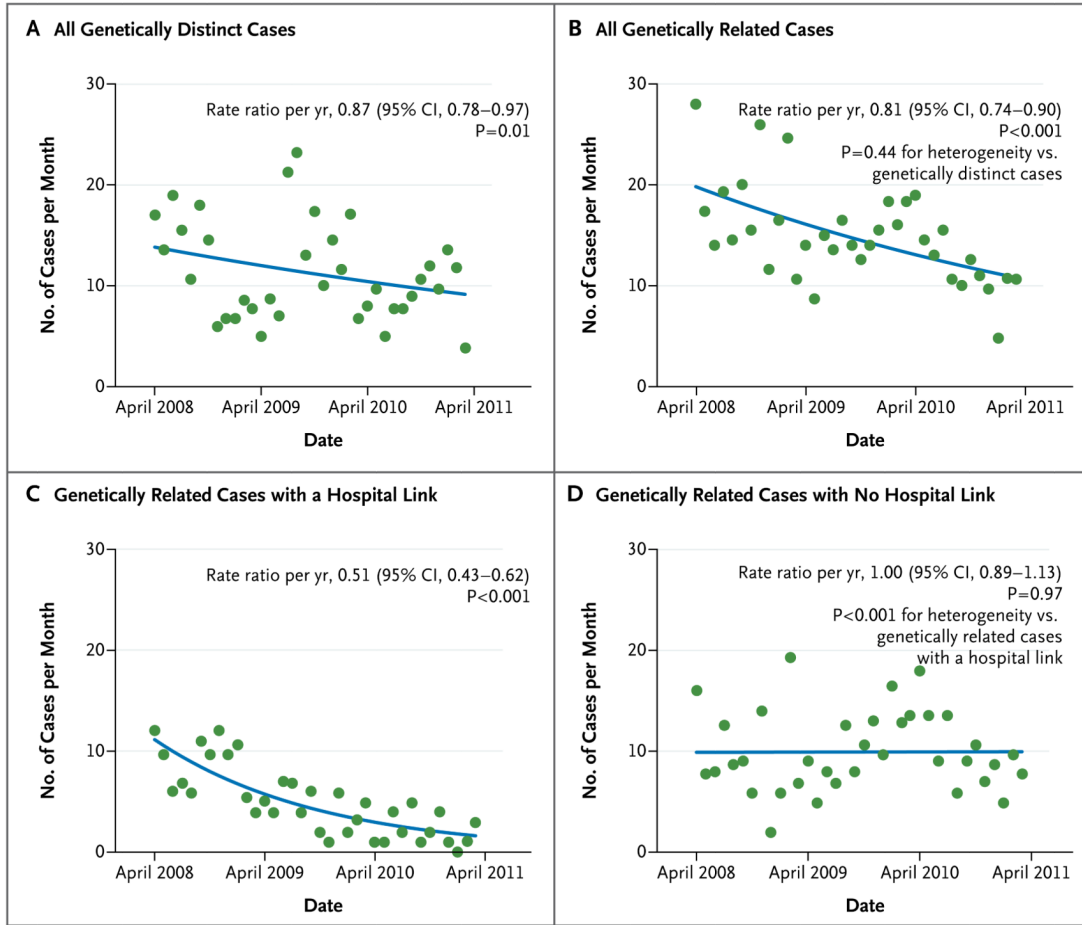 A All Genetically Distinct Cases
No. of Cases per Month
30
20
10
0
Rate ratio per yr, 0.87 (95% CI, 0.78–0.97)
P=0.01
April 2008
April 2009
April 2010
April 2011
Date
B All Genetically Related Cases
No. of Cases per Month
30
20
10
0
Rate ratio per yr, 0.81 (95% CI, 0.74–0.90)
P<0.001
P=0.44 for heterogeneity vs.
genetically distinct cases
April 2008
April 2009
April 2010
April 2011
Date
C Genetically Related Cases with a Hospital Link
No. of Cases per Month
30
20
10
0
Rate ratio per yr, 0.51 (95% CI, 0.43–0.62)
P<0.001
April 2008
April 2009
April 2010
April 2011
Date
D Genetically Related Cases with No Hospital Link
No. of Cases per Month
30
20
10
0
Rate ratio per yr, 1.00 (95% CI, 0.89–1.13)
P=0.97
P<0.001 for heterogeneity vs.
genetically related cases
with a hospital link
April 2008
April 2009
April 2010
April 2011
Date